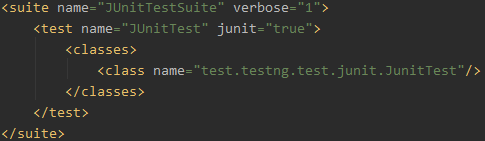 <suite name="JUnitTestSuite" verbose="1">
    <test name="JUnitTest" junit="true">
        <classes>
            <class name="test.testng.test.junit.JunitTest"/>
        </classes>
    </test>
</suite>